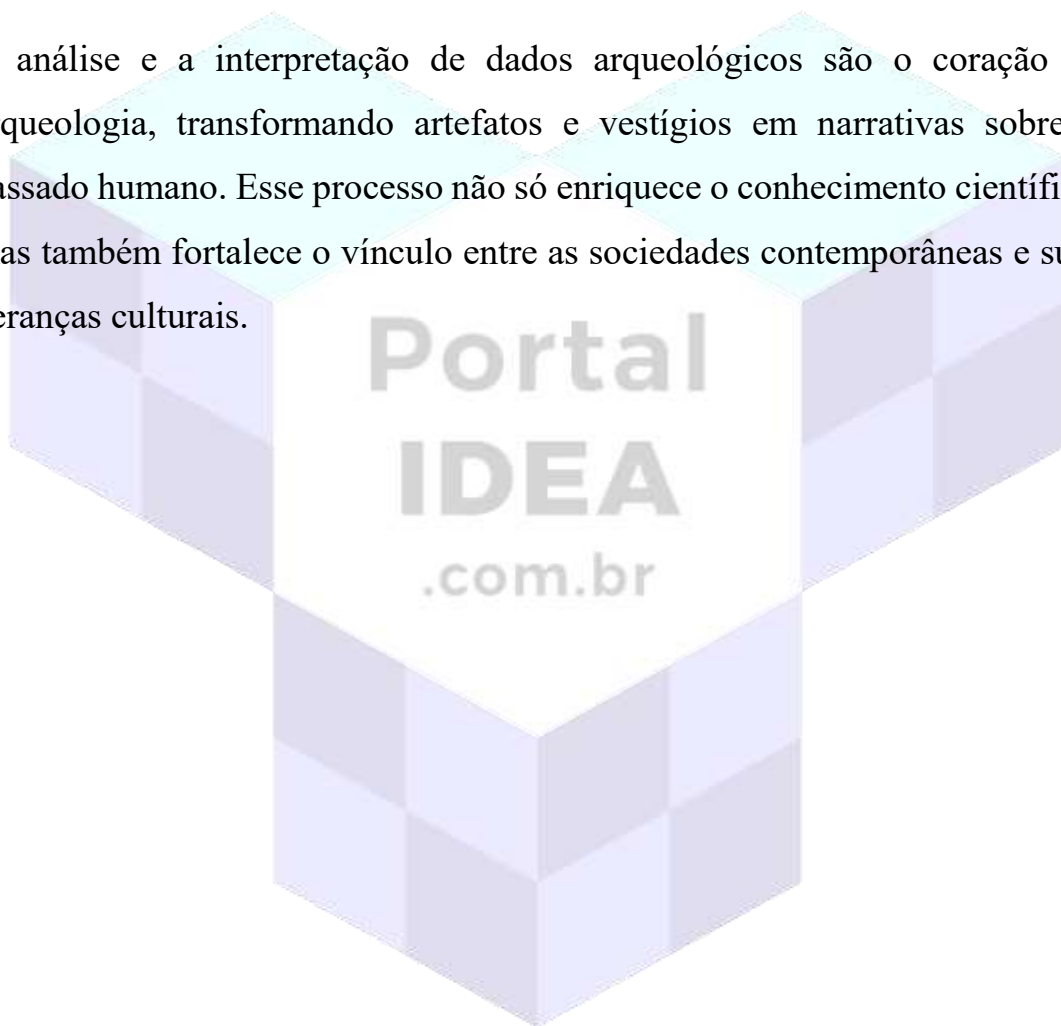 análise e a interpretação de dados arqueológicos são o coração
rqueologia, transformando artefatos e vestígios em narrativas sobre
assado humano. Esse processo não só enriquece o conhecimento científi
as também fortalece o vínculo entre as sociedades contemporâneas e su
eranças culturais.
Portal
IDEA
.com.br